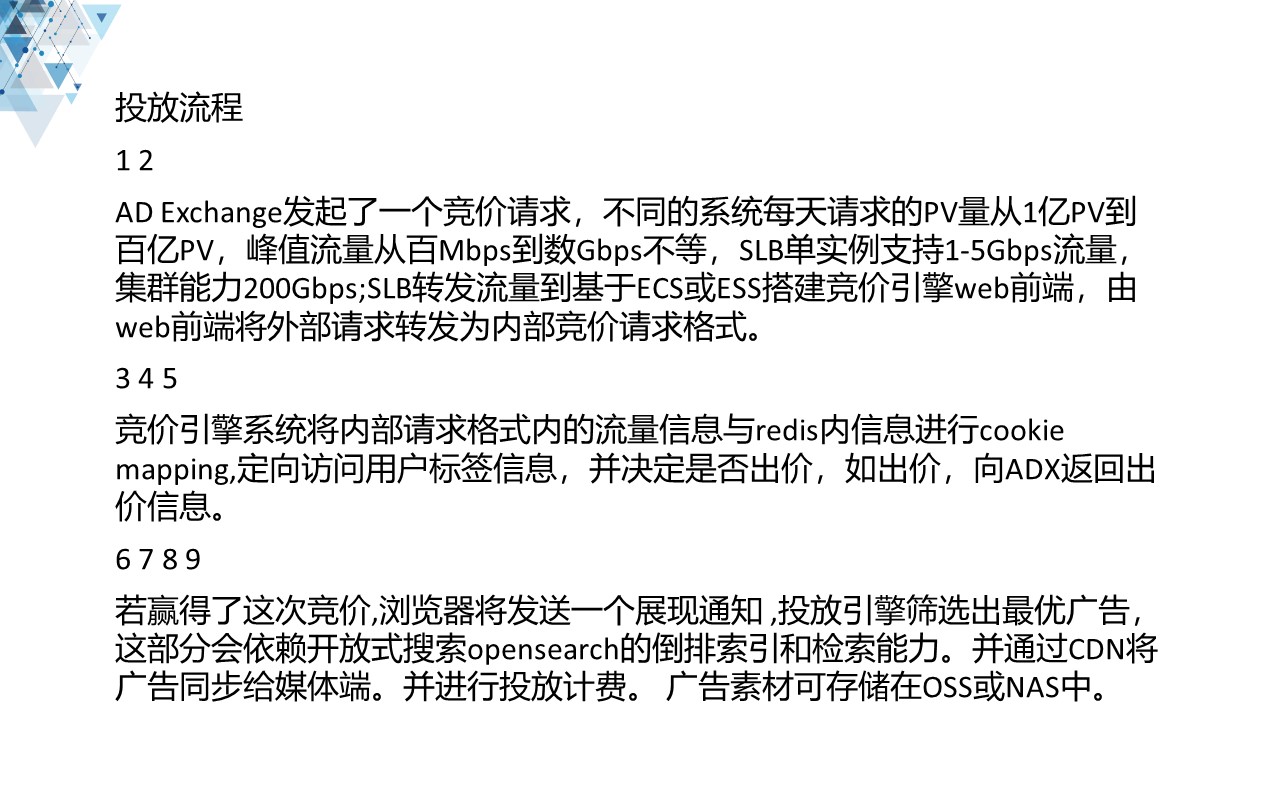 投放流程
1 2
AD Exchange发起了一个竞价请求，不同的系统每天请求的PV量从1亿PV到
百亿PV，峰值流量从百Mbps到数Gbps不等，SLB单实例支持1-5Gbps流量，
集群能力200Gbps;SLB转发流量到基于ECS或ESS搭建竞价引擎web前端，由
web前端将外部请求转发为内部竞价请求格式。
3 4 5
竞价引擎系统将内部请求格式内的流量信息与redis内信息进行cookie
mapping,定向访问用户标签信息，并决定是否出价，如出价，向ADX返回出
价信息。
6 7 8 9
若赢得了这次竞价,浏览器将发送一个展现通知 ,投放引擎筛选出最优广告，
这部分会依赖开放式搜索opensearch的倒排索引和检索能力。并通过CDN将
广告同步给媒体端。并进行投放计费。 广告素材可存储在OSS或NAS中。